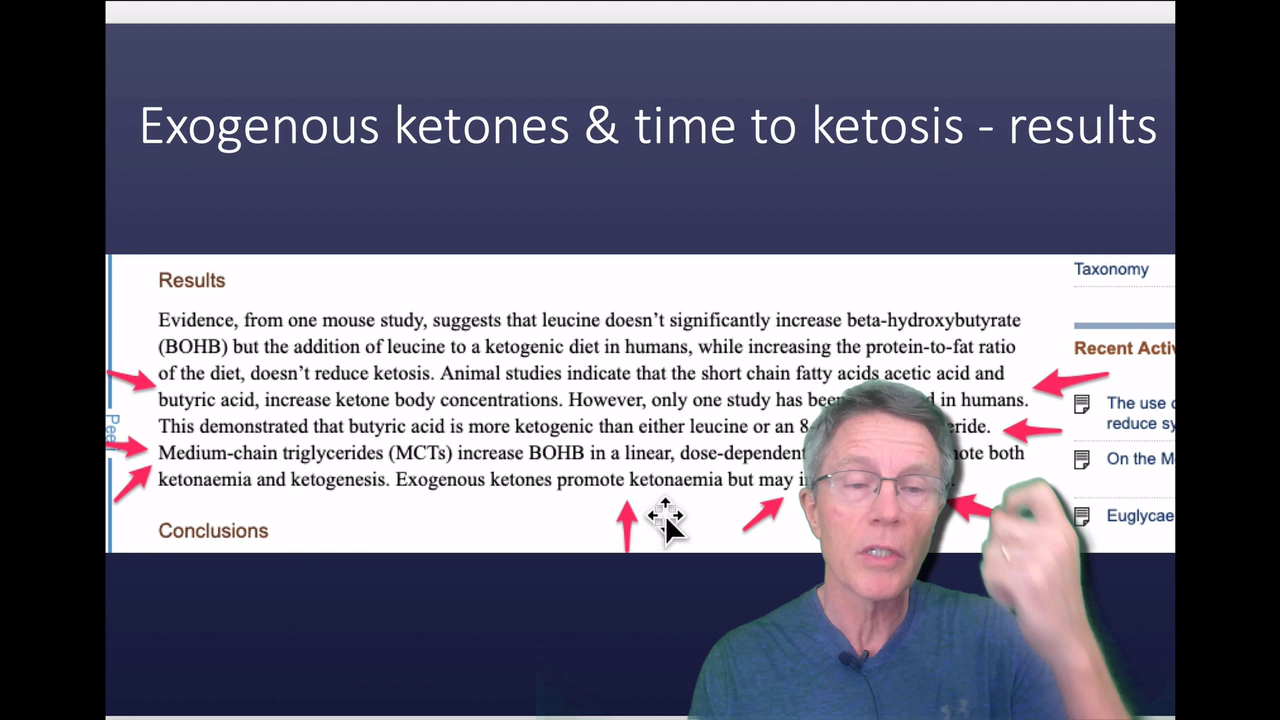 Exogenous ketones & time to ketosis - results
Results
Evidence, from one mouse study, suggests that leucine doesn't significantly increase beta-hydroxybutyrate
(BOHB) but the addition of leucine to a ketogenic diet in humans, while increasing the protein-to-fat ratio
of the diet, doesn't reduce ketosis. Animal studies indicate that the short chain fatty acids acetic acid and
butyric acid, increase ketone body concentrations. However, only one study has been d in humans.
This demonstrated that butyric acid is more ketogenic than either leucine or an 8- eride.
Medium-chain triglycerides (MCTs) increase BOHB in a linear, dose-dependent note both
ketonaemia and ketogenesis. Exogenous ketones promote ketonaemia but may
Conclusions
Taxonomy
Recent Activ
The use
reduce sy
On the M
Euglycae